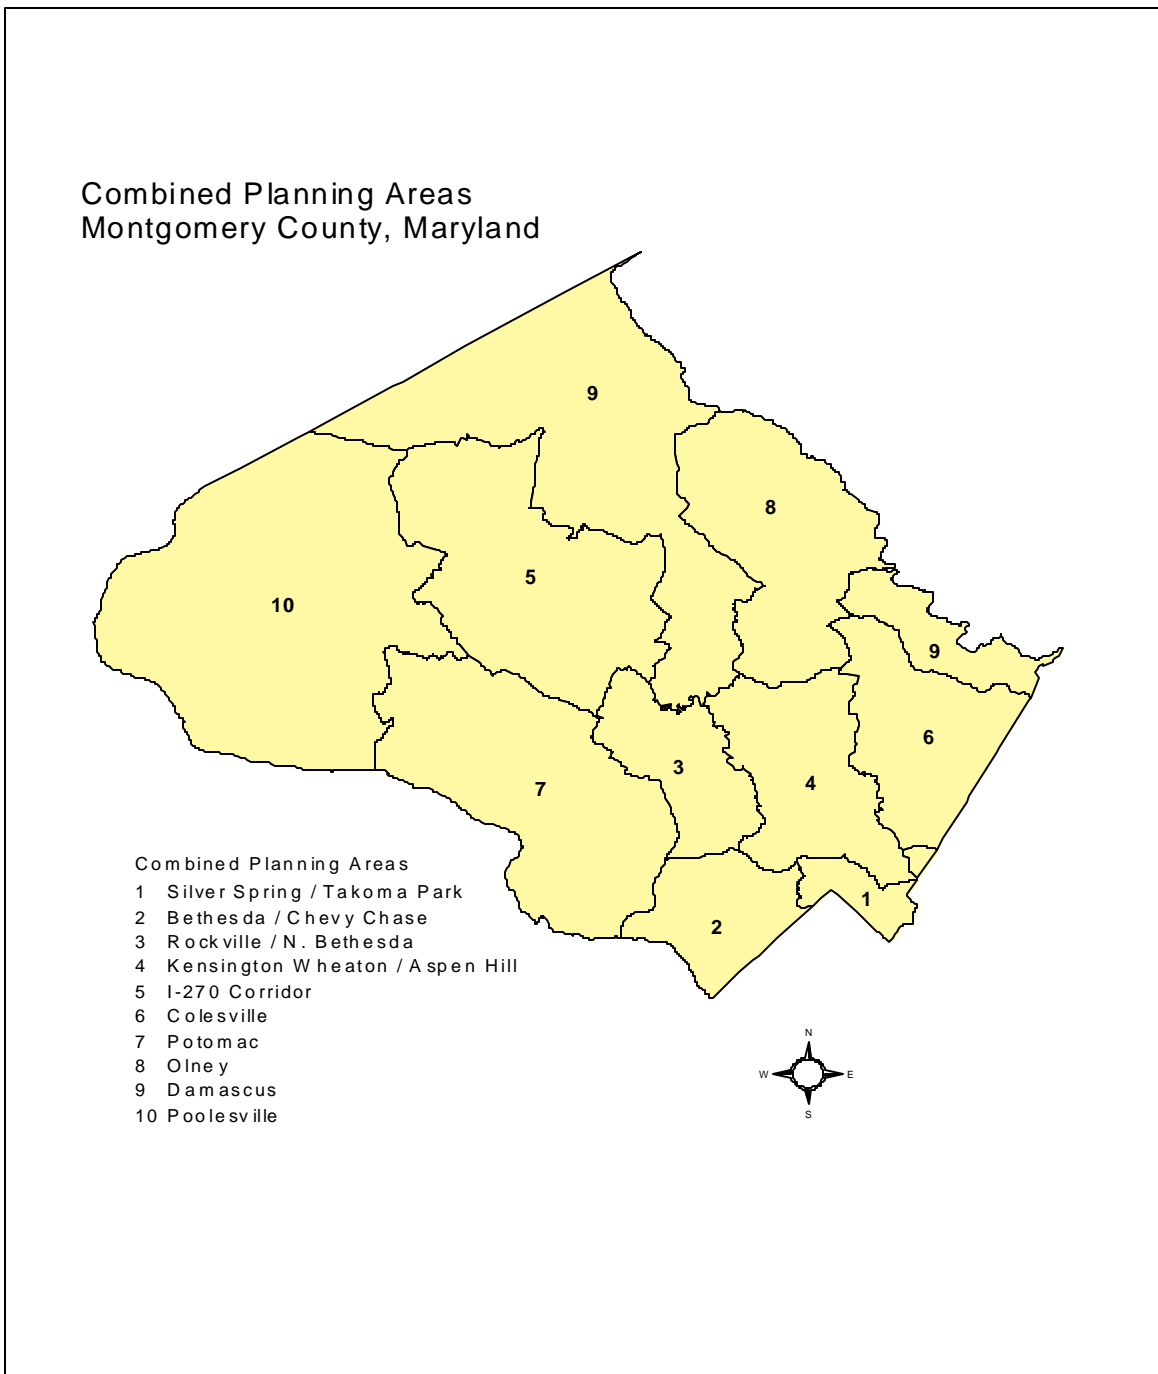 Combined Planning Areas
Montgomery County, Maryland
9
8
5
10
9
6
3
4
7
1
2
Combined Planning Areas
1 Silver Spring / Takoma Park
2 Bethesda / Chevy Chase
3 Rockville / N. Bethesda
4 Kensington Wheaton / Aspen Hill
5 I-270 Corridor
6 Colesville
7 Potomac
8 Olney
9 Damascus
10 Poolesville
N
W E
S